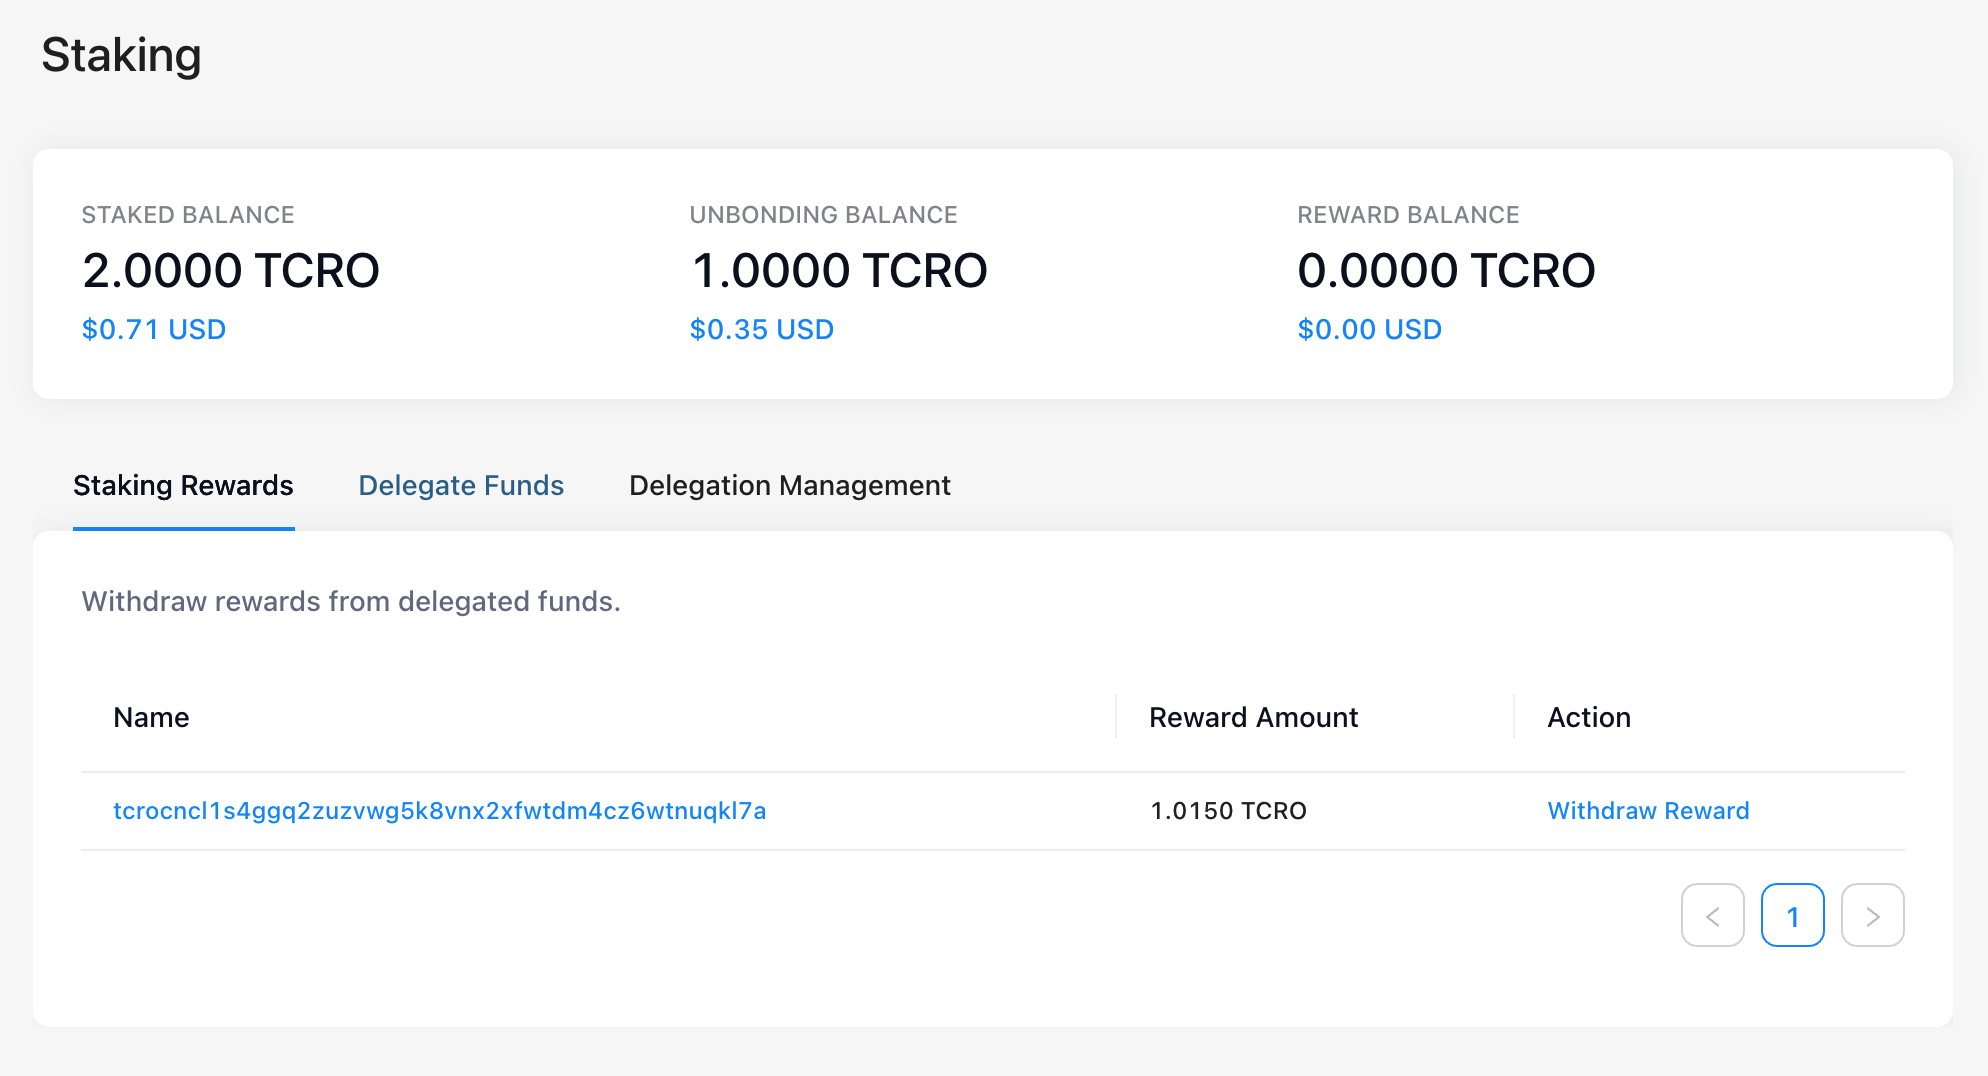 Staking
STAKED BALANCE
2.0000 TCRO
$0.71 USD
UNBONDING BALANCE
1.0000 TCRO
$0.35 USD
REWARD BALANCE
0.0000 TCRO
$0.00 USD
Staking Rewards Delegate Funds Delegation Management
Withdraw rewards from delegated funds.
Name Reward Amount Action
tcrocncl1s4ggq2zuzvwg5k8vnx2xfwtdm4cz6wtnuqkl7a 1.0150 TCRO Withdraw Reward
< 1 >